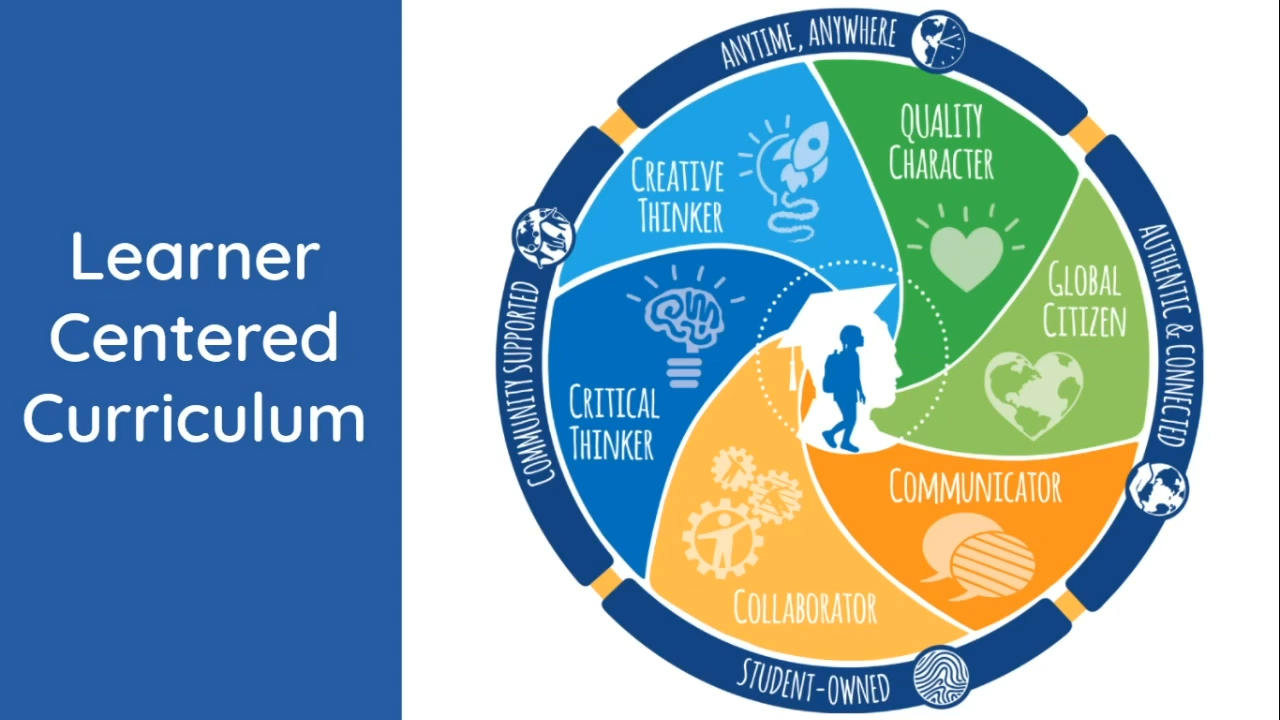 Learner
Centered
Curriculum
ANYTIME, ANYWHERE
QUALITY
CHARACTER
CREATIVE
THINKER
GLOBAL
CITIZEN
AUTHENTIC & CONNECTED
COMMUNITY SUPPORTED
CRITICAL
THINKER
COMMUNICATOR
COLLABORATOR
STUDENT-OWNED